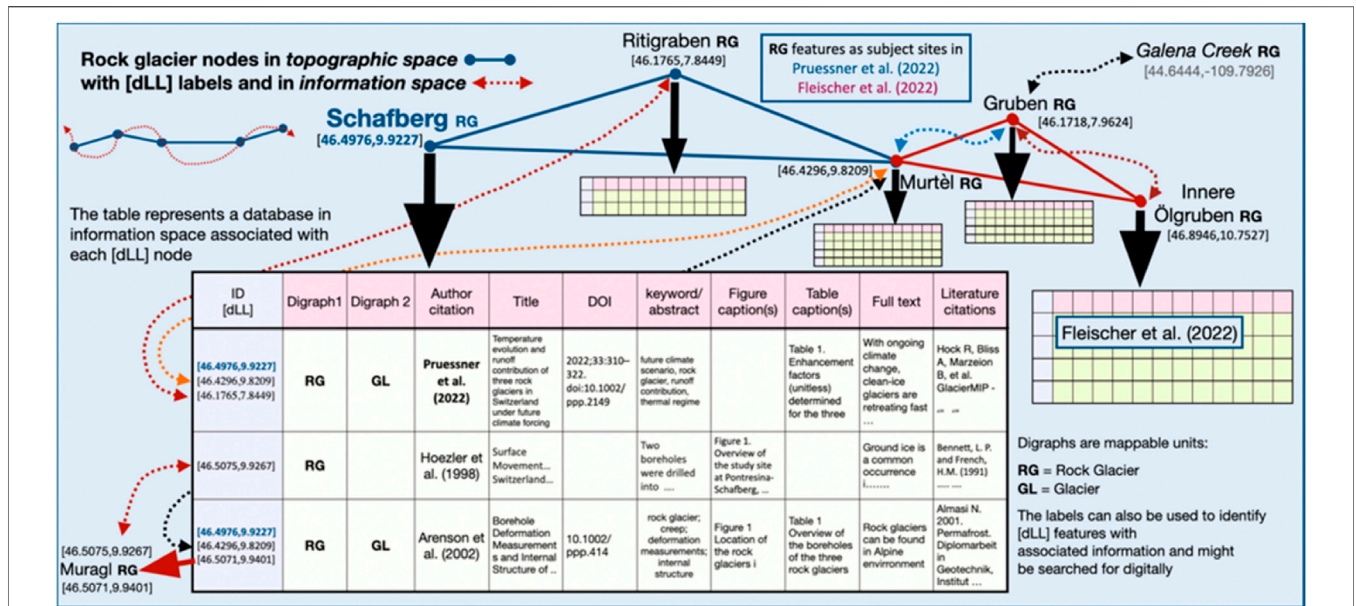 Rock glacier nodes in topographic space
with [dLL] labels and in information space
Ritigraben RG
[46.1765,7.8449]
RG features as subject sites in
Pruessner et al. (2022)
Fleischer et al. (2022)
Galena Creek RG
[44.6444,-109.7926]
Schafberg RG
[46.4976,9.9227]
Gruben RG
[46.1718,7.9624]
[46.4296,9.8209]
Murtèl RG
Innere
Ölgruben RG
[46.8946,10.7527]
The table represents a database in
information space associated with
each [dLL] node
ID
[dLL]
Digraph1
Digraph 2
Author
citation
Title
DOI
keyword/
abstract
Figure
caption(s)
Table
caption(s)
Full text
Literature
citations
[46.4976,9.9227]
[46.4296,9.8209]
[46.1765,7.8449]
RG
GL
Pruessner
et al.
(2022)
Temperature
evolution and
runoff
contribution of
three rock
glaciers in
Switzerland
under future
climate forcing
2022;33:310–
322.
doi:10.1002/
ppp.2149
future climate
scenario, rock
glacier, runoff
contribution,
thermal regime
Table 1.
Enhancement
factors
(unitless)
determined
for the three
With ongoing
climate
change,
clean-ice
glaciers are
retreating fast
...
Hock R, Bliss
A, Marzeion
B, et al.
GlacierMIP -
[46.5075,9.9267]
RG
Hoezler et
al. (1998)
Surface
Movement...
Switzerland...
Two
boreholes
were drilled
into ....
Figure 1.
Overview of
the study site
at Pontresina-
Schafberg, ...
Ground ice is
a common
occurrence
i.......
Bennett, L. P.
and French,
H.M. (1991)
..... ....
[46.4976,9.9227]
[46.4296,9.8209]
[46.5071,9.9401]
RG
GL
Arenson et
al. (2002)
Borehole
Deformation
Measurement
s and Internal
Structure of ..
10.1002/
ppp.414
rock glacier;
creep;
deformation
measurements;
internal
structure
Figure 1
Location of
the rock
glaciers i
Table 1
Overview of
the boreholes
of the three
rock glaciers
Rock glaciers
can be found
in Alpine
envirronment
Almasi N.
2001.
Permafrost.
Diplomarbeit
in
Geotechnik,
Institut ...
[46.5075,9.9267]
Muragl RG
[46.5071,9.9401]
Fleischer et al. (2022)
Digraphs are mappable units:
RG = Rock Glacier
GL = Glacier
The labels can also be used to identify
[dLL] features with
associated information and might
be searched for digitally